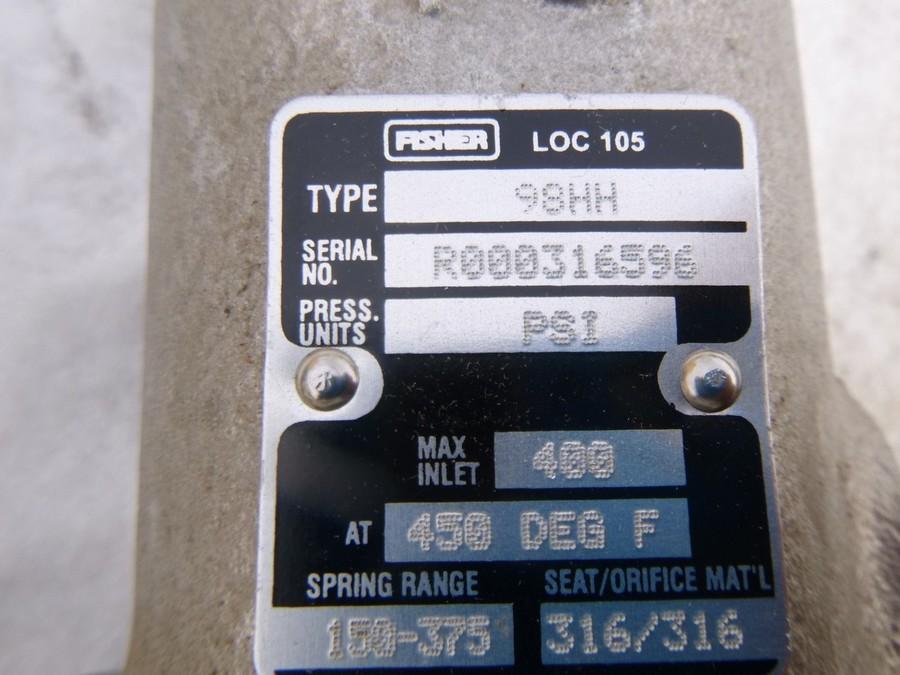 FISHER LOC 105
TYPE 98HH
SERIAL NO. R000316596
PRESS. UNITS PSI
MAX INLET 400
AT 450 DEG F
SPRING RANGE SEAT/ORIFICE MAT'L
150-375 316/316